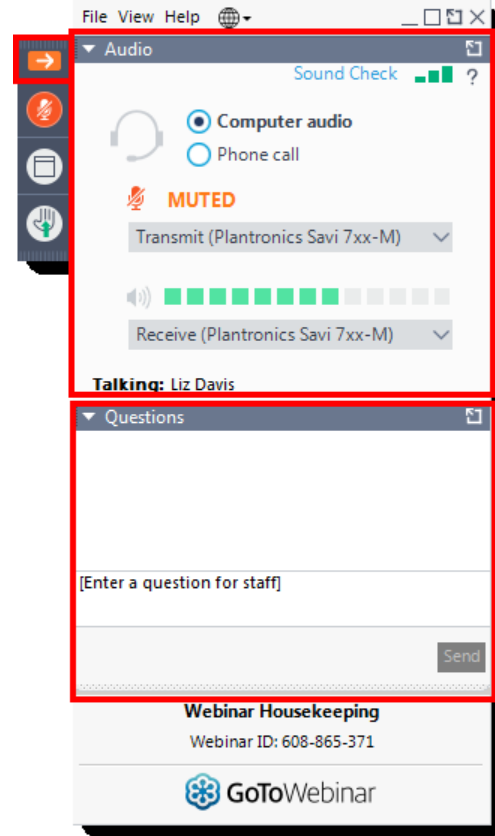 File View Help
Audio
Sound Check ?
Computer audio
Phone call
MUTED
Transmit (Plantronics Savi 7xx-M)
Receive (Plantronics Savi 7xx-M)
Talking: Liz Davis
Questions
[Enter a question for staff]
Send
Webinar Housekeeping
Webinar ID: 608-865-371
GoToWebinar